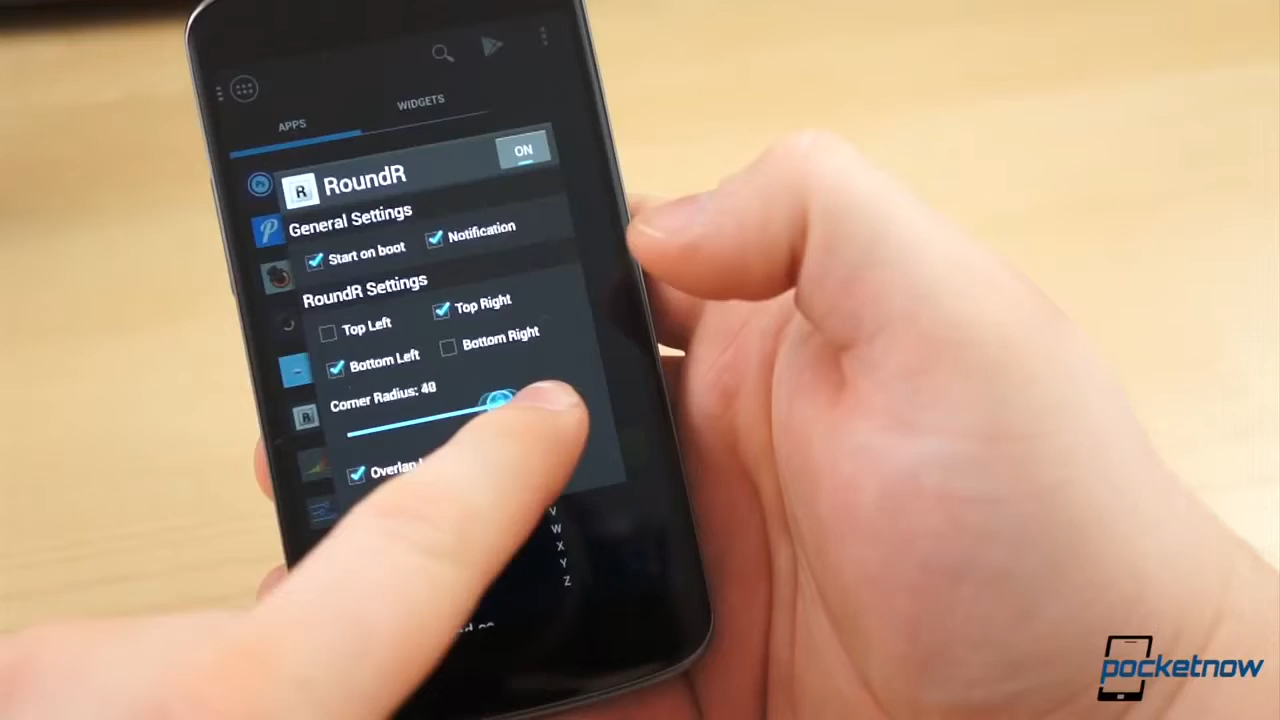 APPS
WIDGETS
RoundR
ON
General Settings
Start on boot
Notification
RoundR Settings
Top Left
Top Right
Bottom Left
Bottom Right
Corner Radius: 40
V
W
X
Y
Z
pocketnow